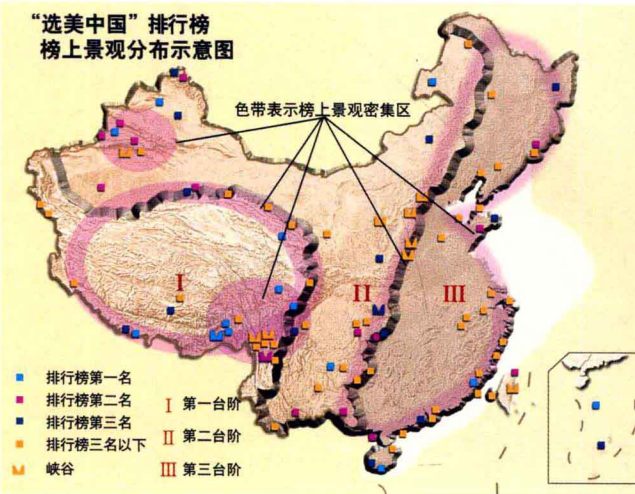 “选美中国”排行榜
榜上景观分布示意图
色带表示榜上景观密集区
I
II
III
排行榜第一名
排行榜第二名
排行榜第三名
排行榜三名以下
峡谷
I 第一台阶
II 第二台阶
III 第三台阶